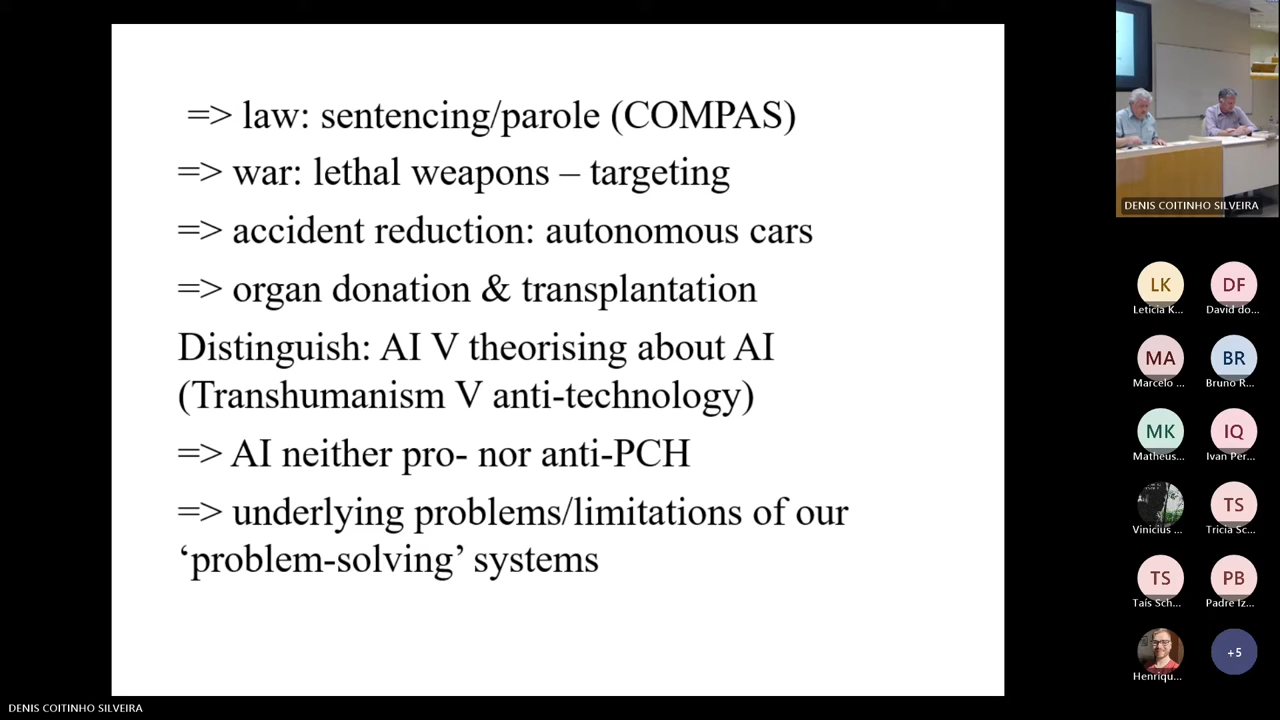 => law: sentencing/parole (COMPAS)
=> war: lethal weapons – targeting
=> accident reduction: autonomous cars
=> organ donation & transplantation
Distinguish: AI V theorising about AI
(Transhumanism V anti-technology)
=> AI neither pro- nor anti-PCH
=> underlying problems/limitations of our
‘problem-solving’ systems
DENIS COITINHO SILVEIRA
LK
DF
Letícia K...
David do...
MA
BR
Marcelo ...
Bruno R...
MK
IQ
Matheus...
Ivan Per...
TS
Vinicius ...
Tricia Sc...
TS
PB
Taís Sch...
Padre Iz...
+5
Henriqu...
DENIS COITINHO SILVEIRA